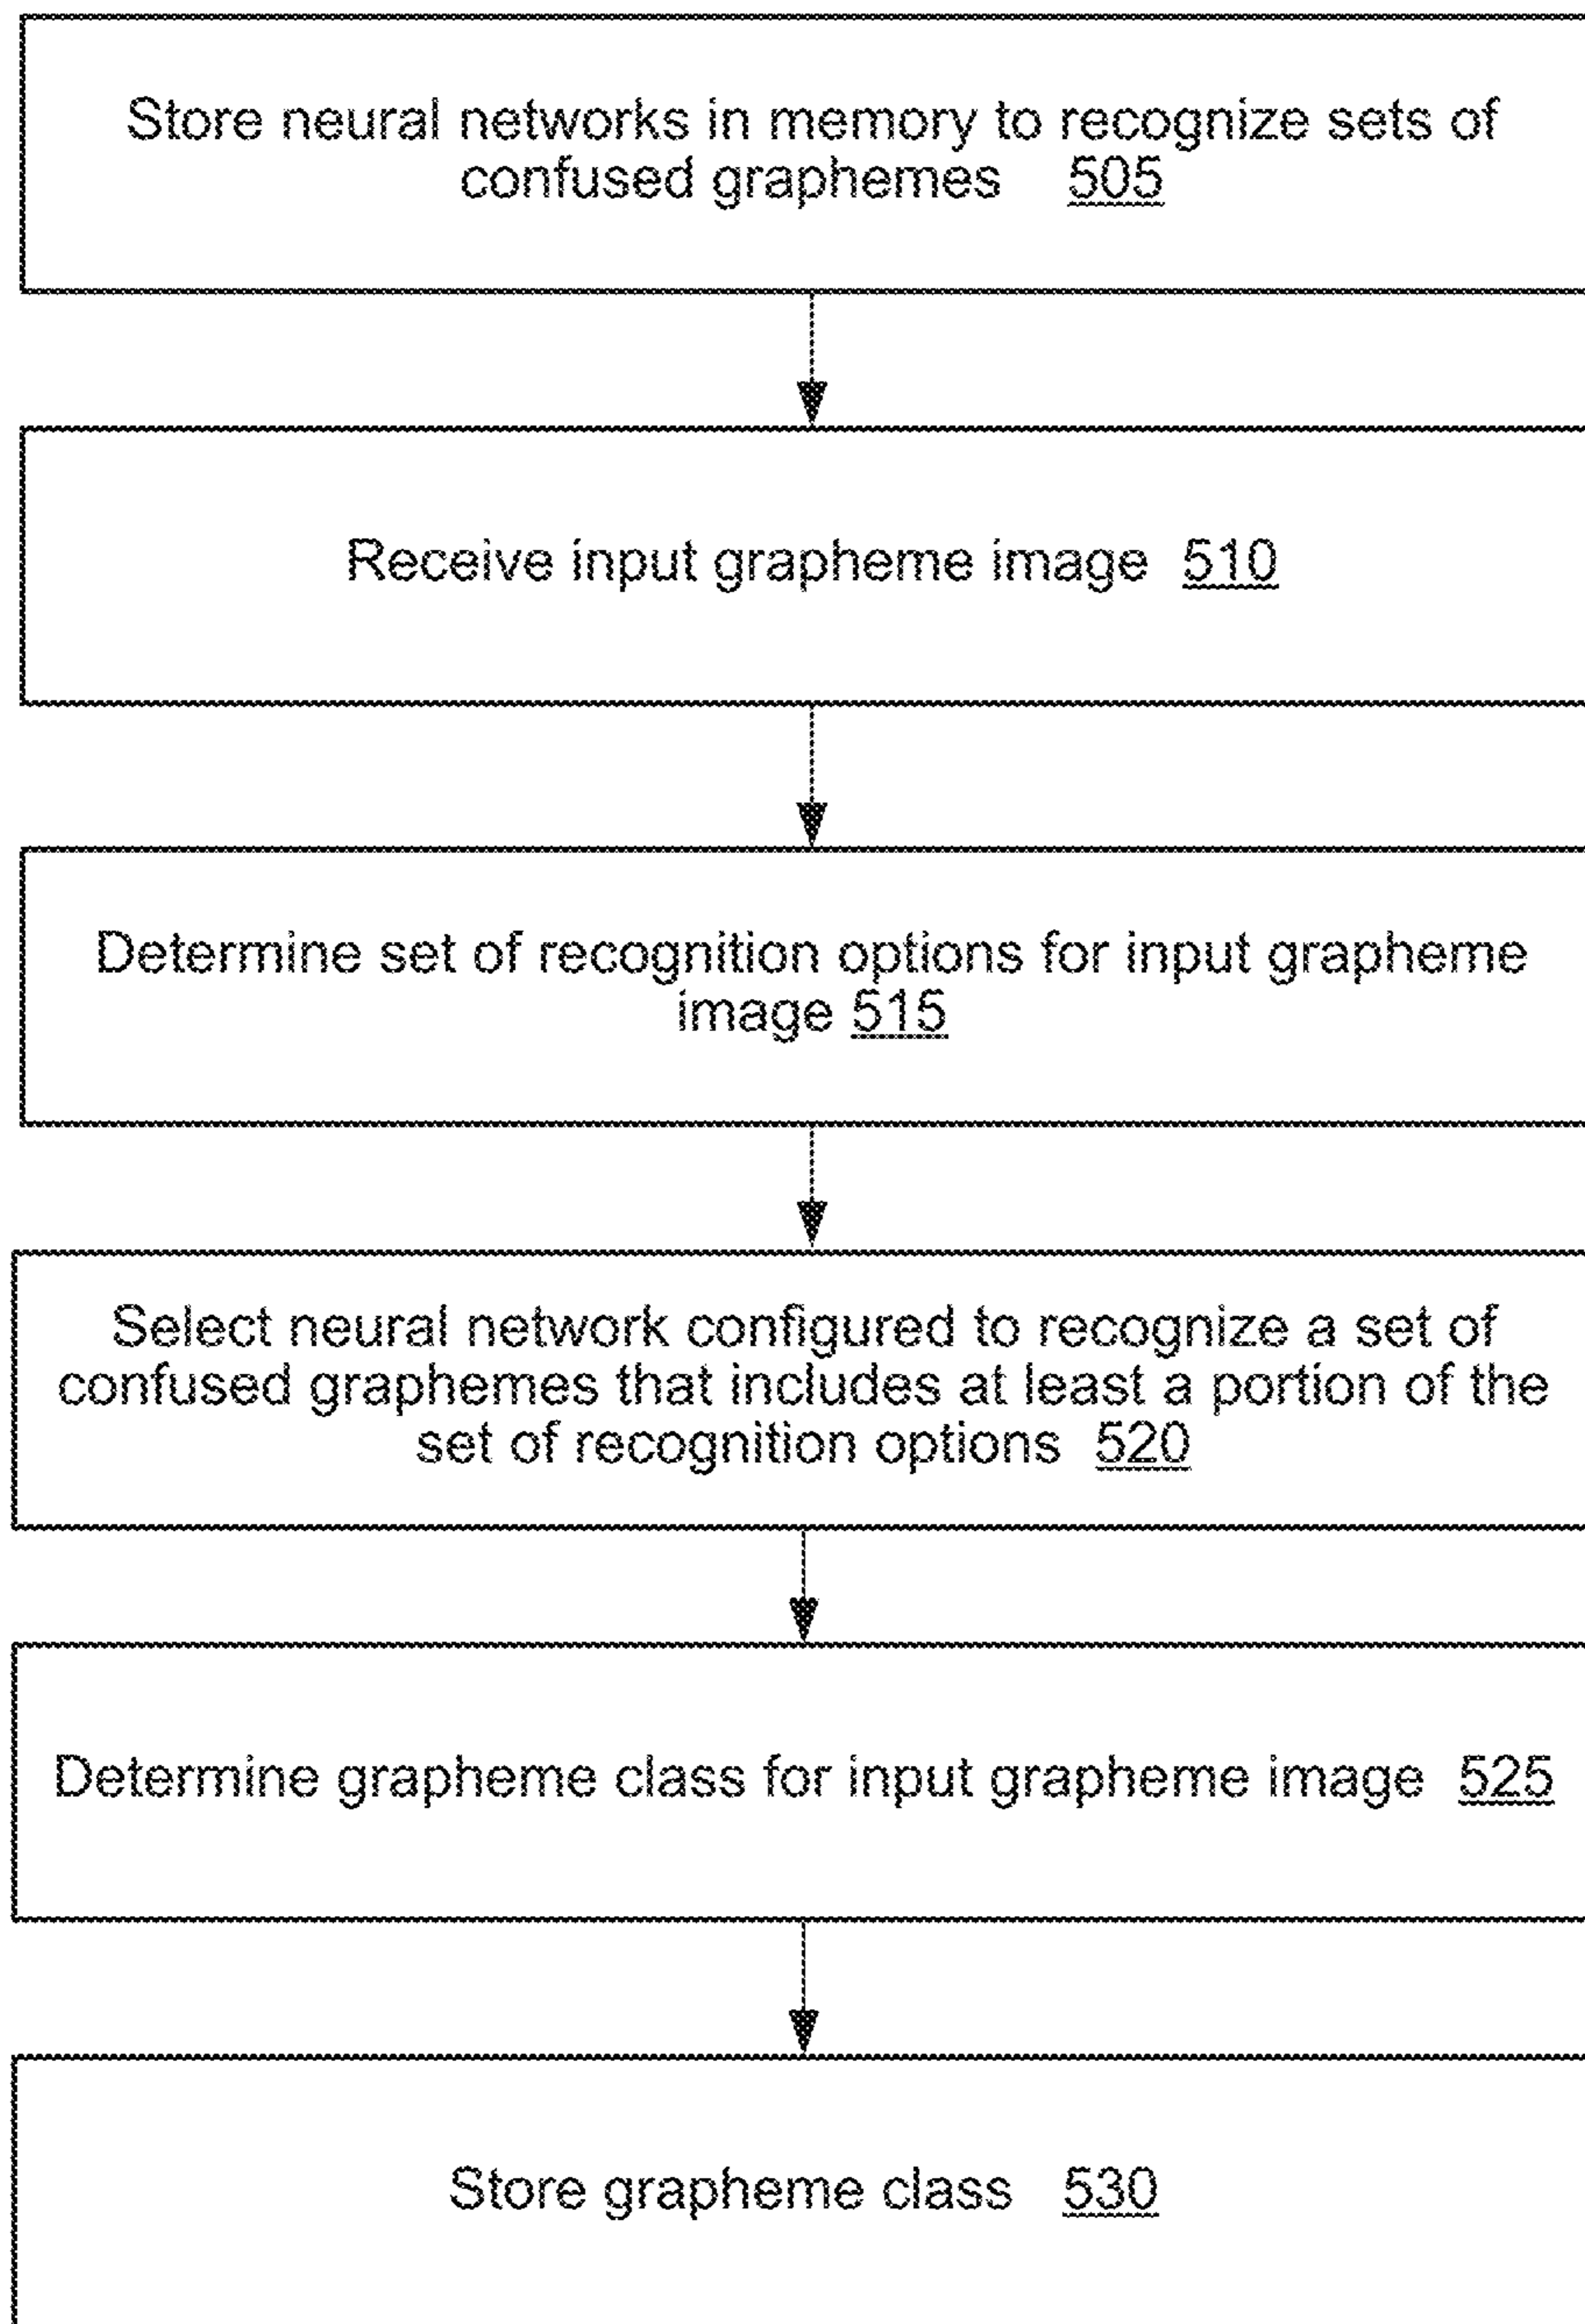 Store neural networks in memory to recognize sets of
confused graphemes 505
Receive input grapheme image 510
Determine set of recognition options for input grapheme
image 515
Select neural network configured to recognize a set of
confused graphemes that includes at least a portion of the
set of recognition options 520
Determine grapheme class for input grapheme image 525
Store grapheme class 530